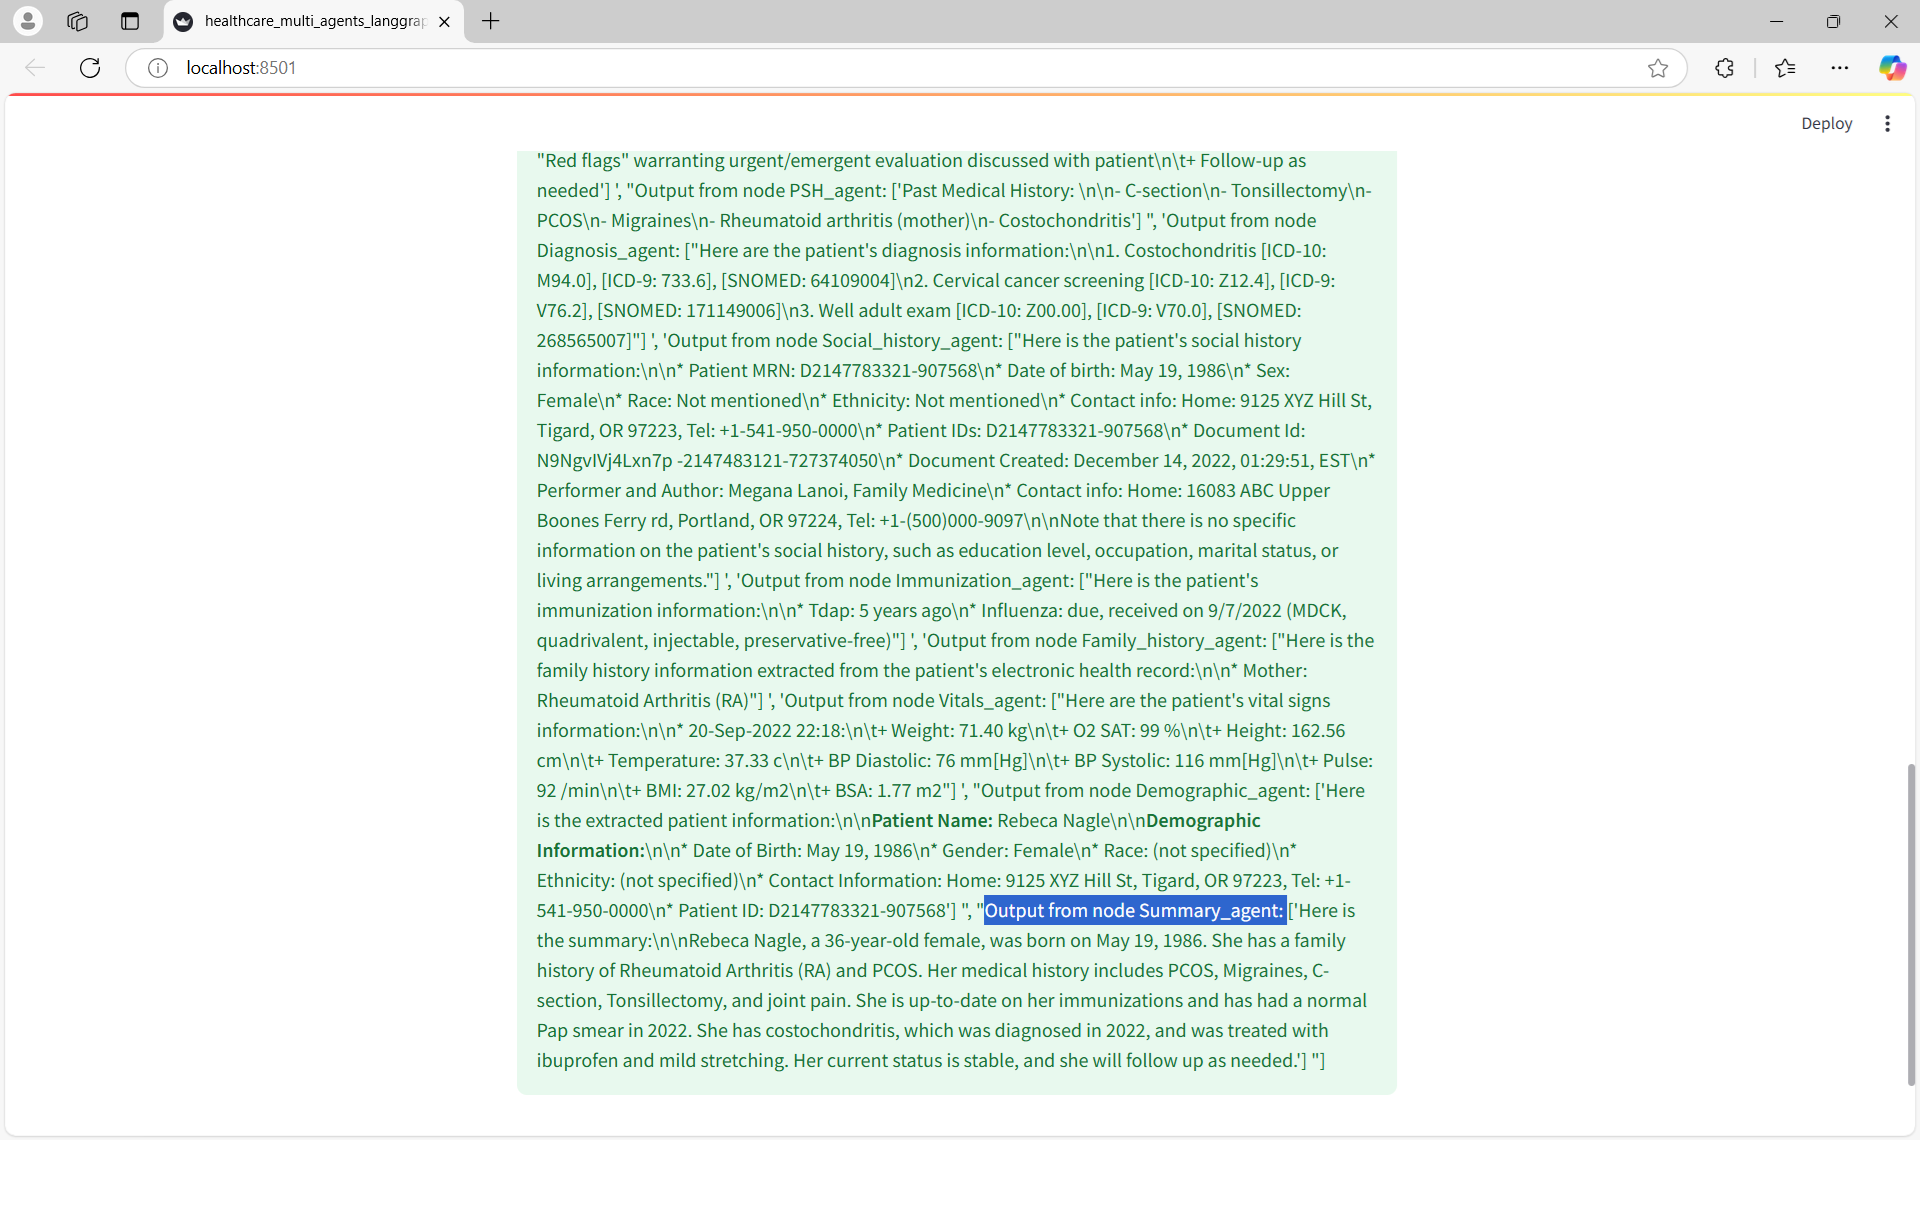 healthcare_multi_agents_langgrap
localhost:8501
Deploy
"Red flags" warranting urgent/emergent evaluation discussed with patient\n\t+ Follow-up as
needed'] ', "Output from node PSH_agent: ['Past Medical History: \n\n- C-section\n- Tonsillectomy\n-
PCOS\n- Migraines\n- Rheumatoid arthritis (mother)\n- Costochondritis'] ", 'Output from node
Diagnosis_agent: ["Here are the patient's diagnosis information:\n\n1. Costochondritis [ICD-10:
M94.0], [ICD-9: 733.6], [SNOMED: 64109004]\n2. Cervical cancer screening [ICD-10: Z12.4], [ICD-9:
V76.2], [SNOMED: 171149006]\n3. Well adult exam [ICD-10: Z00.00], [ICD-9: V70.0], [SNOMED:
268565007]"] ', 'Output from node Social_history_agent: ["Here is the patient's social history
information:\n\n* Patient MRN: D2147783321-907568\n* Date of birth: May 19, 1986\n* Sex:
Female\n* Race: Not mentioned\n* Ethnicity: Not mentioned\n* Contact info: Home: 9125 XYZ Hill St,
Tigard, OR 97223, Tel: +1-541-950-0000\n* Patient IDs: D2147783321-907568\n* Document Id:
N9NgvIVj4Lxn7p -2147483121-727374050\n* Document Created: December 14, 2022, 01:29:51, EST\n*
Performer and Author: Megana Lanoi, Family Medicine\n* Contact info: Home: 16083 ABC Upper
Boones Ferry rd, Portland, OR 97224, Tel: +1-(500)000-9097\n\nNote that there is no specific
information on the patient's social history, such as education level, occupation, marital status, or
living arrangements."] ', 'Output from node Immunization_agent: ["Here is the patient's
immunization information:\n\n* Tdap: 5 years ago\n* Influenza: due, received on 9/7/2022 (MDCK,
quadrivalent, injectable, preservative-free)"] ', 'Output from node Family_history_agent: ["Here is the
family history information extracted from the patient's electronic health record:\n\n* Mother:
Rheumatoid Arthritis (RA)"] ', 'Output from node Vitals_agent: ["Here are the patient's vital signs
information:\n\n* 20-Sep-2022 22:18:\n\t+ Weight: 71.40 kg\n\t+ O2 SAT: 99 %\n\t+ Height: 162.56
cm\n\t+ Temperature: 37.33 c\n\t+ BP Diastolic: 76 mm[Hg]\n\t+ BP Systolic: 116 mm[Hg]\n\t+ Pulse:
92 /min\n\t+ BMI: 27.02 kg/m2\n\t+ BSA: 1.77 m2"] ', "Output from node Demographic_agent: ['Here
is the extracted patient information:\n\nPatient Name: Rebeca Nagle\n\nDemographic
Information:\n\n* Date of Birth: May 19, 1986\n* Gender: Female\n* Race: (not specified)\n*
Ethnicity: (not specified)\n* Contact Information: Home: 9125 XYZ Hill St, Tigard, OR 97223, Tel: +1-
541-950-0000\n* Patient ID: D2147783321-907568'] ", "Output from node Summary_agent: ['Here is
the summary:\n\nRebeca Nagle, a 36-year-old female, was born on May 19, 1986. She has a family
history of Rheumatoid Arthritis (RA) and PCOS. Her medical history includes PCOS, Migraines, C-
section, Tonsillectomy, and joint pain. She is up-to-date on her immunizations and has had a normal
Pap smear in 2022. She has costochondritis, which was diagnosed in 2022, and was treated with
ibuprofen and mild stretching. Her current status is stable, and she will follow up as needed.'] "]